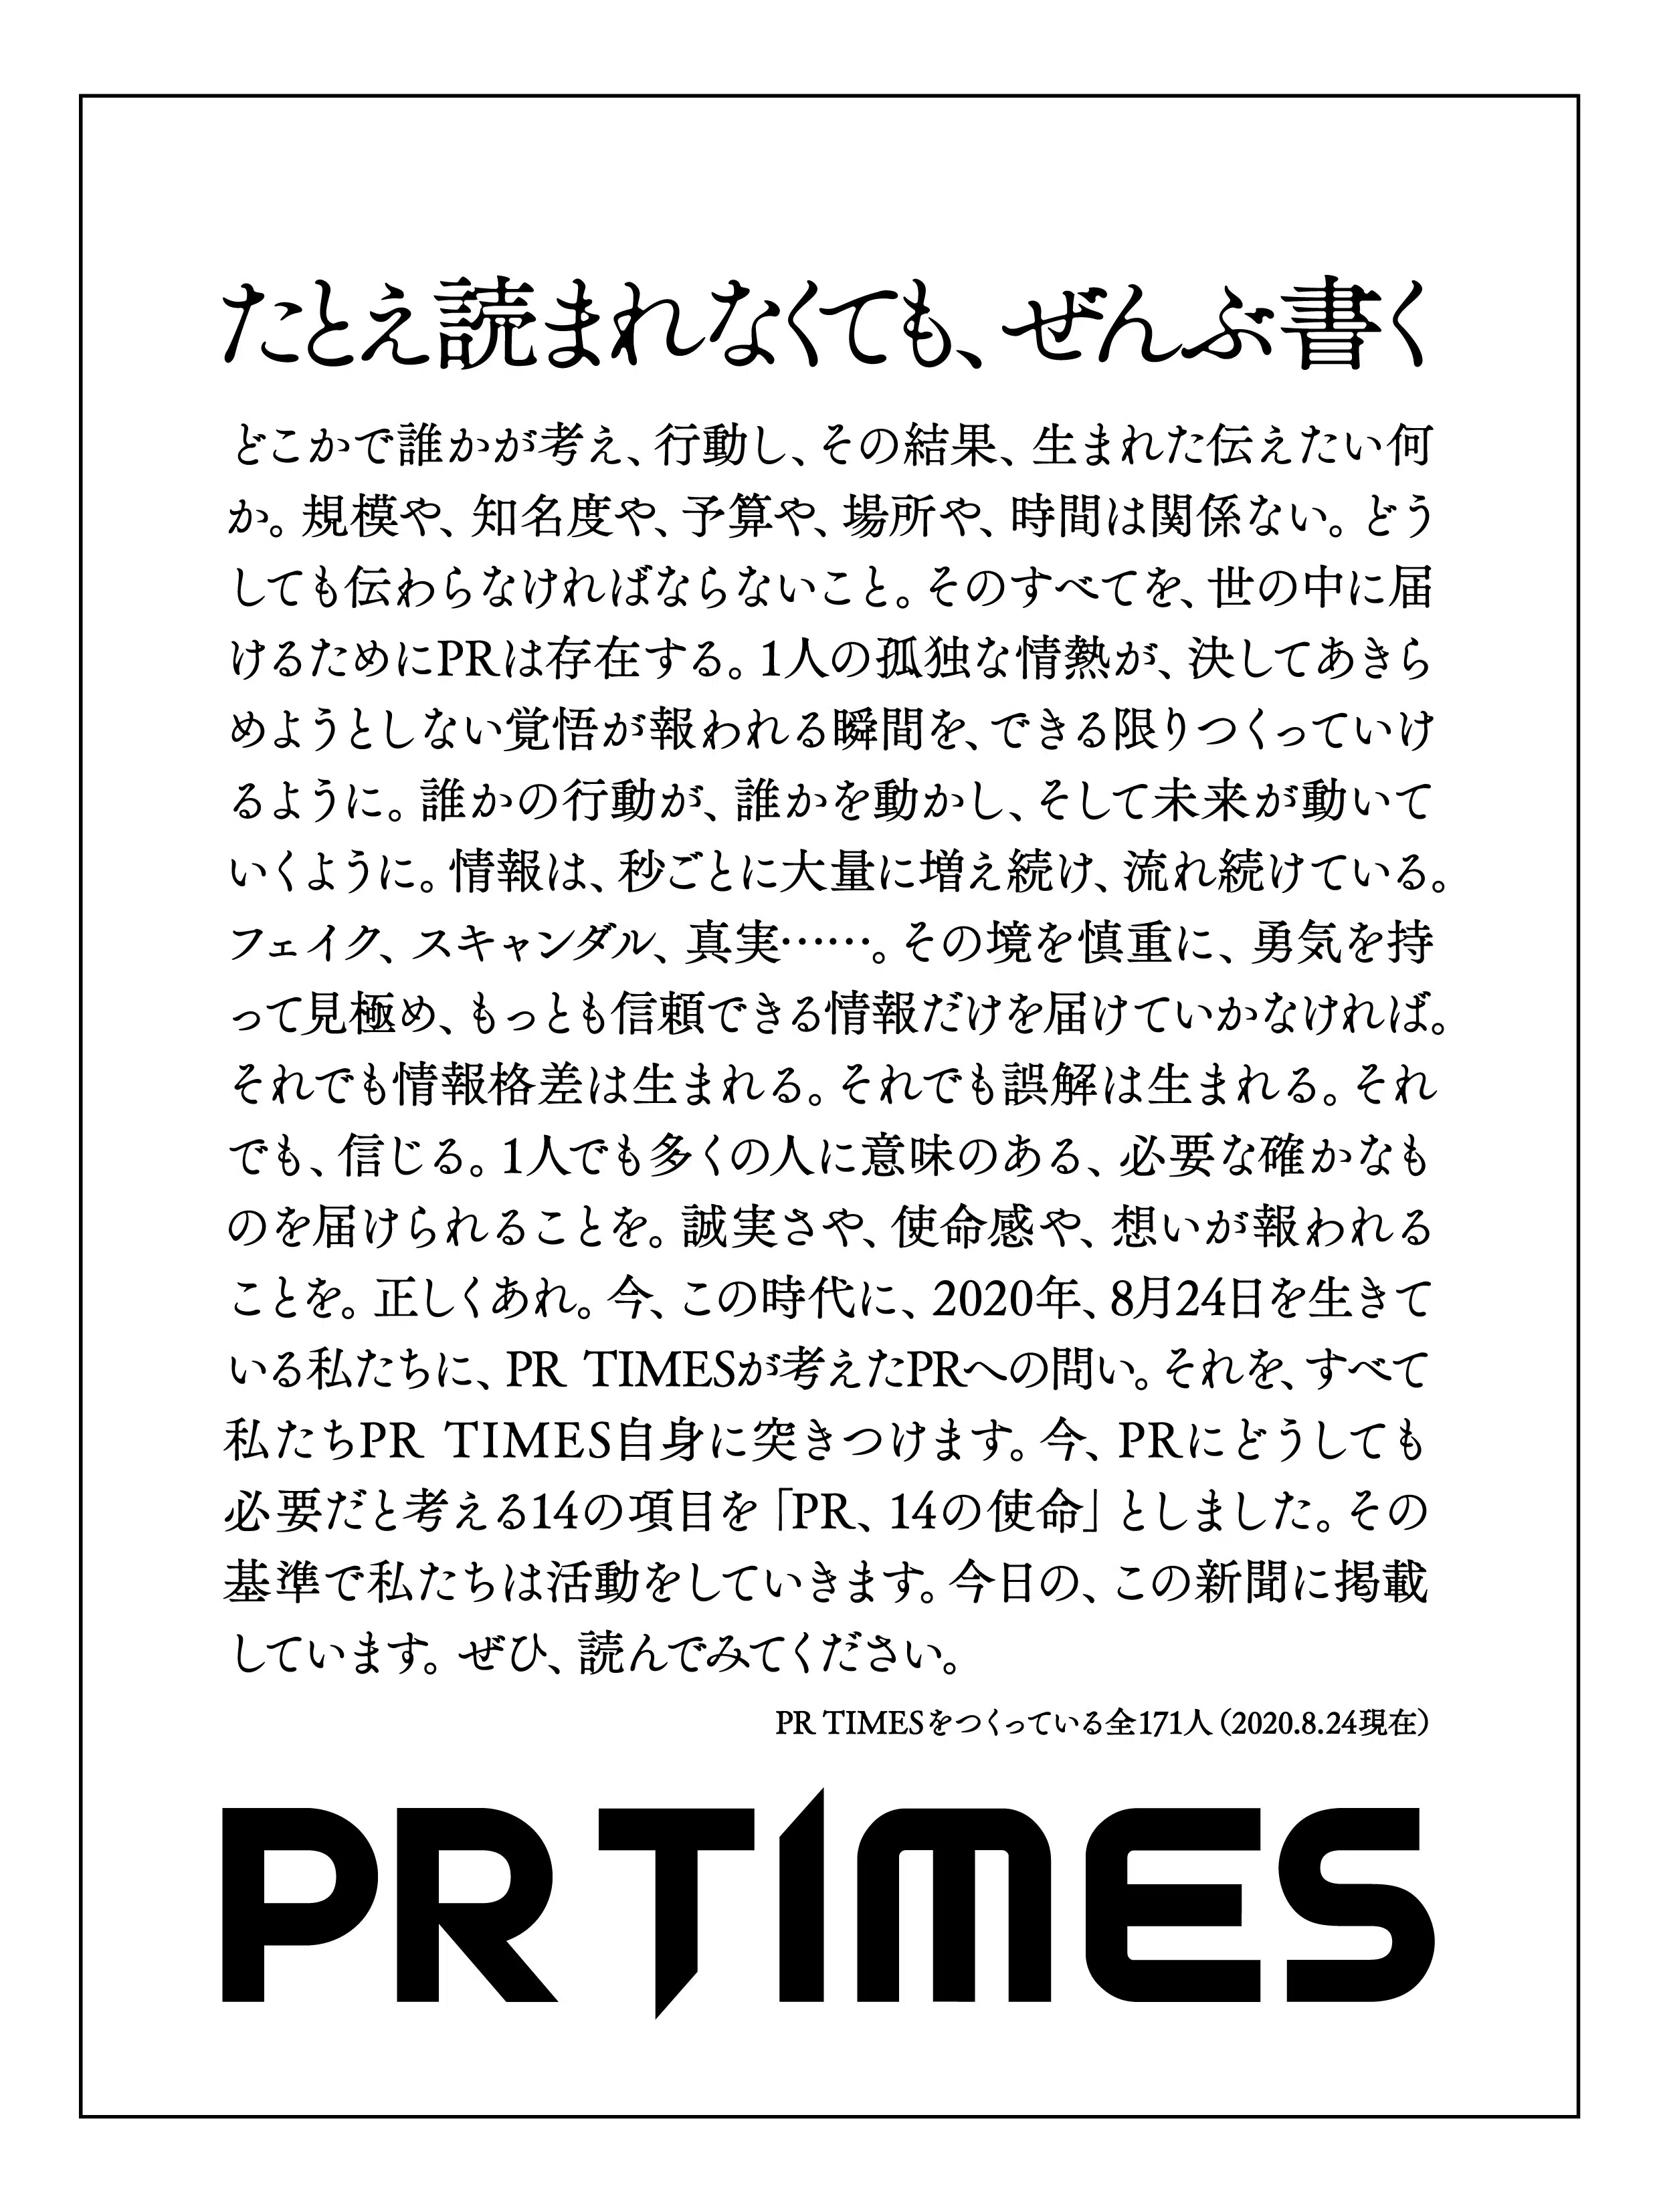 たとえ読まれなくても、ぜんぶ書く
どこかで誰かが考え、行動し、その結果、生まれた伝えたい何
か。規模や、知名度や、予算や、場所や、時間は関係ない。どう
しても伝わらなければならないこと。そのすべてを、世の中に届
けるためにPRは存在する。1人の孤独な情熱が、決してあきら
めようとしない覚悟が報われる瞬間を、できる限りつくっていけ
るように。誰かの行動が、誰かを動かし、そして未来が動いて
いくように。情報は、秒ごとに大量に増え続け、流れ続けている。
フェイク、スキャンダル、真実……。その境を慎重に、勇気を持
って見極め、もっとも信頼できる情報だけを届けていかなければ。
それでも情報格差は生まれる。それでも誤解は生まれる。それ
でも、信じる。1人でも多くの人に意味のある、必要な確かなも
のを届けられることを。誠実さや、使命感や、想いが報われる
ことを。正しくあれ。今、この時代に、2020年、8月24日を生きて
いる私たちに、PR TIMESが考えたPRへの問い。それを、すべて
私たちPR TIMES自身に突きつけます。今、PRにどうしても
必要だと考える14の項目を「PR、14の使命」としました。その
基準で私たちは活動をしていきます。今日の、この新聞に掲載
しています。ぜひ、読んでみてください。
PR TIMESをつくっている全171人（2020.8.24現在）
PR TIMES